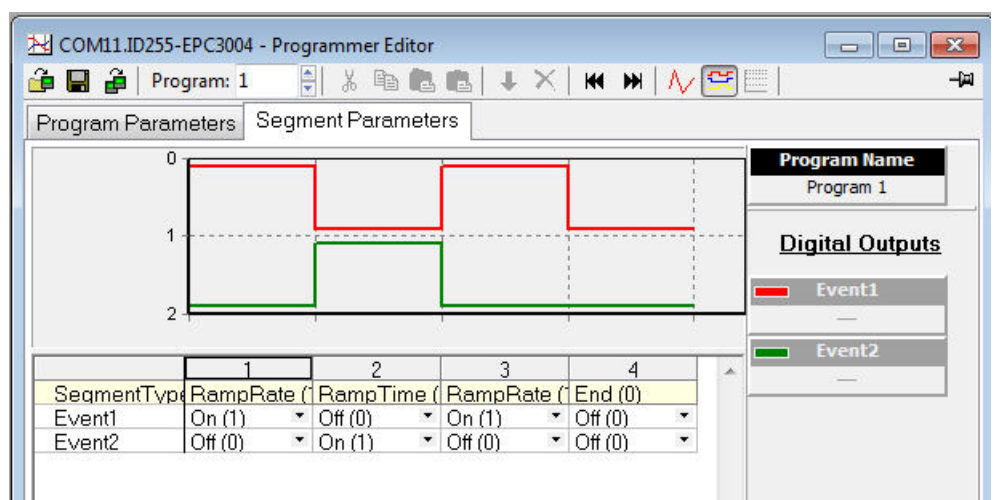 COM11.ID255-EPC3004 - Programmer Editor
Program: 1
Program Parameters Segment Parameters
0
1
2
Program Name
Program 1
Digital Outputs
Event1
—
Event2
—
1 2 3 4
SegmentType RampRate ( RampTime ( RampRate ( End (0)
Event1 On (1) Off (0) On (1) Off (0)
Event2 Off (0) On (1) Off (0) Off (0)